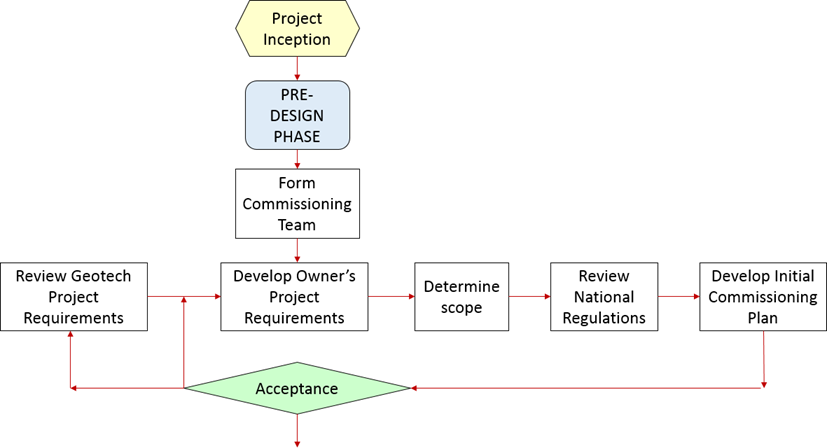 Project
Inception
PRE-
DESIGN
PHASE
Form
Commissioning
Team
Review Geotech
Project
Requirements
Develop Owner's
Project
Requirements
Determine
scope
Review
National
Regulations
Develop Initial
Commissioning
Plan
Acceptance